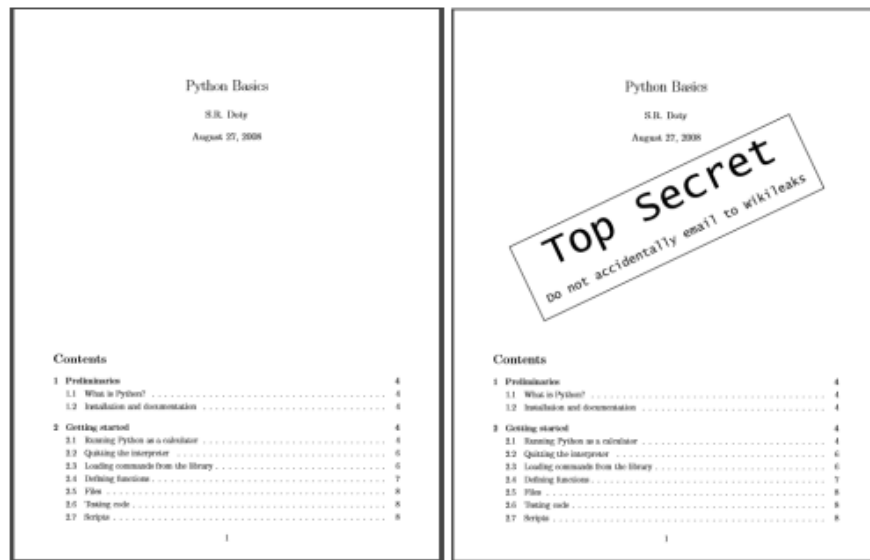 Python Basics
S.R. Doty
August 27, 2008
Contents
1 Preliminaries 4
1.1 What is Python? . . . . . . . . . . . . . . . . . . . . 4
1.2 Installation and documentation . . . . . . . . . . . . . . . . . . . . 4
2 Getting started 4
2.1 Running Python as a calculator . . . . . . . . . . . . . . . . . . . . 4
2.2 Quitting the interpreter . . . . . . . . . . . . . . . . . . . . 6
2.3 Loading commands from the library . . . . . . . . . . . . . . . . . . . . 6
2.4 Defining functions . . . . . . . . . . . . . . . . . . . . 7
2.5 Files . . . . . . . . . . . . . . . . . . . . 8
2.6 Testing code . . . . . . . . . . . . . . . . . . . . 8
2.7 Scripts . . . . . . . . . . . . . . . . . . . . 8
1
Python Basics
S.R. Doty
August 27, 2008
Top Secret
Do not accidentally email to wikileaks
Contents
1 Preliminaries 4
1.1 What is Python? . . . . . . . . . . . . . . . . . . . . 4
1.2 Installation and documentation . . . . . . . . . . . . . . . . . . . . 4
2 Getting started 4
2.1 Running Python as a calculator . . . . . . . . . . . . . . . . . . . . 4
2.2 Quitting the interpreter . . . . . . . . . . . . . . . . . . . . 6
2.3 Loading commands from the library . . . . . . . . . . . . . . . . . . . . 6
2.4 Defining functions . . . . . . . . . . . . . . . . . . . . 7
2.5 Files . . . . . . . . . . . . . . . . . . . . 8
2.6 Testing code . . . . . . . . . . . . . . . . . . . . 8
2.7 Scripts . . . . . . . . . . . . . . . . . . . . 8
1